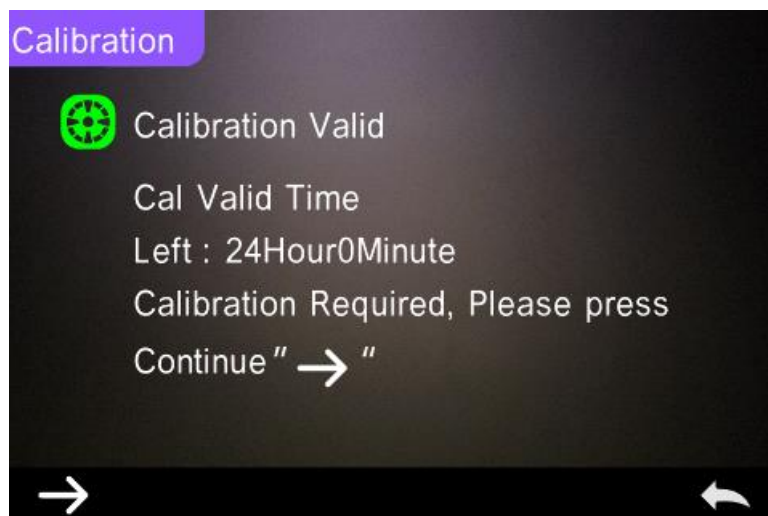 Calibration
Calibration Valid
Cal Valid Time
Left : 24Hour0Minute
Calibration Required, Please press
Continue " → "